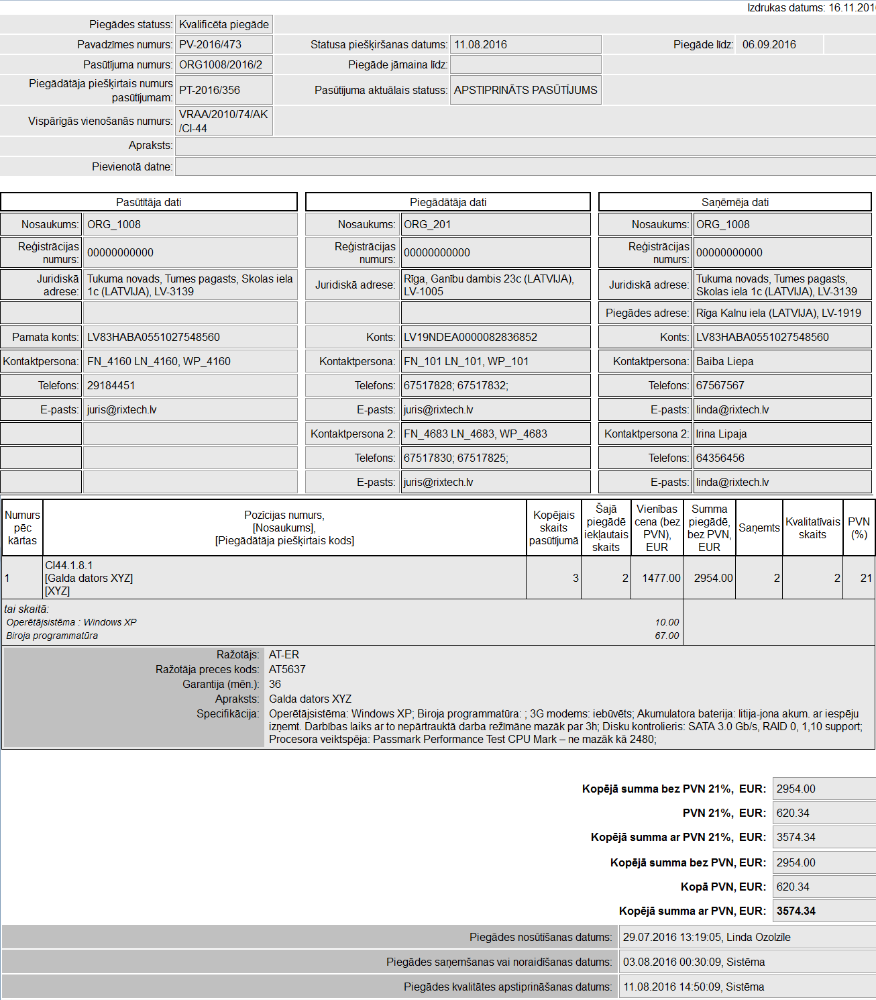 Izdrukas datums: 16.11.201
Piegādes statuss: Kvalificēta piegāde
Pavadzīmes numurs: PV-2016/473 Statusa piešķiršanas datums: 11.08.2016 Piegāde līdz: 06.09.2016
Pasūtījuma numurs: ORG1008/2016/2 Piegāde jāmaina līdz:
Piegādātāja piešķirtais numurs
pasūtījumam: PT-2016/356 Pasūtījuma aktuālais statuss: APSTIPRINĀTS PASŪTĪJUMS
Vispārīgās vienošanās numurs: VRAA/2010/74/AK
/CI-44
Apraksts:
Pievienotā datne:
Pasūtītāja dati
Nosaukums: ORG_1008
Reģistrācijas
numurs: 00000000000
Juridiskā
adrese: Tukuma novads, Tumes pagasts, Skolas iela
1c (LATVIJA), LV-3139
Pamata konts: LV83HABA0551027548560
Kontaktpersona: FN_4160 LN_4160, WP_4160
Telefons: 29184451
E-pasts: juris@rixtech.lv
Piegādātāja dati
Nosaukums: ORG_201
Reģistrācijas
numurs: 00000000000
Juridiskā adrese: Rīga, Ganību dambis 23c (LATVIJA),
LV-1005
Konts: LV19NDEA0000082836852
Kontaktpersona: FN_101 LN_101, WP_101
Telefons: 67517828; 67517832;
E-pasts: juris@rixtech.lv
Kontaktpersona 2: FN_4683 LN_4683, WP_4683
Telefons: 67517830; 67517825;
E-pasts: juris@rixtech.lv
Saņēmēja dati
Nosaukums: ORG_1008
Reģistrācijas
numurs: 00000000000
Juridiskā adrese: Tukuma novads, Tumes pagasts,
Skolas iela 1c (LATVIJA), LV-3139
Piegādes adrese: Rīga Kalnu iela (LATVIJA), LV-1919
Konts: LV83HABA0551027548560
Kontaktpersona: Baiba Liepa
Telefons: 67567567
E-pasts: linda@rixtech.lv
Kontaktpersona 2: Irina Lipaja
Telefons: 64356456
E-pasts: linda@rixtech.lv
Numurs
pēc
kārtas
Pozīcijas numurs,
[Nosaukums],
[Piegādātāja piešķirtais kods]
Kopējais
skaits
pasūtījumā
Šajā
piegādē
iekļautais
skaits
Vienības
cena (bez
PVN),
EUR
Summa
piegādē,
bez PVN,
EUR
Saņemts
Kvalitatīvais
skaits
PVN
(%)
CI44.1.8.1
1 [Galda dators XYZ] 3 2 1477.00 2954.00 2 2 21
[XYZ]
tai skaitā:
Operētājsistēma : Windows XP 10.00
Biroja programmatūra 67.00
Ražotājs: AT-ER
Ražotāja preces kods: AT5637
Garantija (mēn.): 36
Apraksts: Galda dators XYZ
Specifikācija: Operētājsistēma: Windows XP; Biroja programmatūra: ; 3G modems: iebūvēts; Akumulatora baterija: litija-jona akum. ar iespēju
izņemt. Darbības laiks ar to nepārtrauktā darba režīmāne mazāk par 3h; Disku kontrolieris: SATA 3.0 Gb/s, RAID 0, 1,10 support;
Procesora veiktspēja: Passmark Performance Test CPU Mark – ne mazāk kā 2480;
Kopējā summa bez PVN 21%, EUR: 2954.00
PVN 21%, EUR: 620.34
Kopējā summa ar PVN 21%, EUR: 3574.34
Kopējā summa bez PVN, EUR: 2954.00
Kopā PVN, EUR: 620.34
Kopējā summa ar PVN, EUR: 3574.34
Piegādes nosūtīšanas datums: 29.07.2016 13:19:05, Linda Ozolzīle
Piegādes saņemšanas vai noraidīšanas datums: 03.08.2016 00:30:09, Sistēma
Piegādes kvalitātes apstiprināšanas datums: 11.08.2016 14:50:09, Sistēma